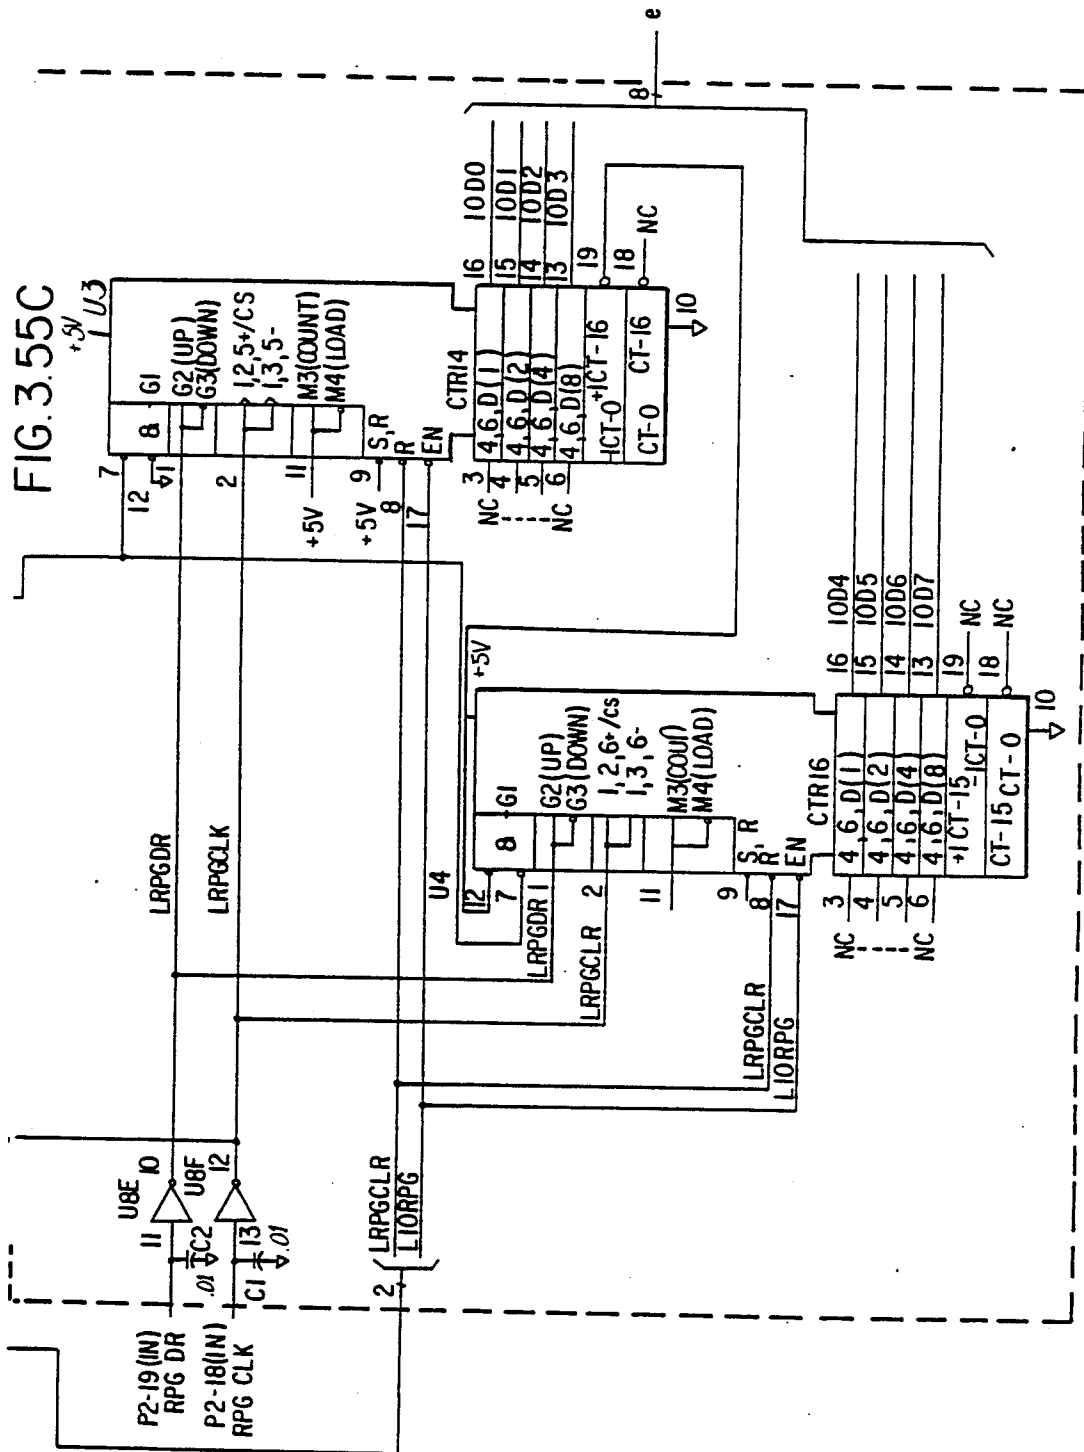 FIG.3.55C
e
8
+5V
U3
7
12
&
G1
1
G2(UP)
G3(DOWN)
2
1,2,5+/CS
1,3,5-
11
+5V
M3(COUNT)
M4(LOAD)
+5V
9
S,R
8
R
17
EN
CTR14
NC 3 4,6,D(1) 16 IOD0
4 4,6,D(2) 15 IOD1
5 4,6,D(4) 14 IOD2
NC 6 4,6,D(8) 13 IOD3
1CT-0 +1CT-16 19
CT-0 CT-16 18 NC
10
LRPGDR
LRPGCLK
U4
+5V
12
7
&
G1
LRPGDR 1
G2(UP)
G3(DOWN)
LRPGCLR 2
1,2,6+/CS
1,3,6-
11
M3(COUI)
M4(LOAD)
9
S,R
LRPGCLR 8
R
LIORPG 17
EN
CTR16
NC 3 4,6,D(1) 16 IOD4
4 4,6,D(2) 15 IOD5
5 4,6,D(4) 14 IOD6
NC 6 4,6,D(8) 13 IOD7
+1CT-15 1CT-0 19 NC
CT-15 CT-0 18 NC
10
P2-19(IN)
RPG DR
11 U8E 10
C2
.01
P2-18(IN)
RPG CLK
13 U8F 12
C1
.01
2
LRPGCLR
LIORPG